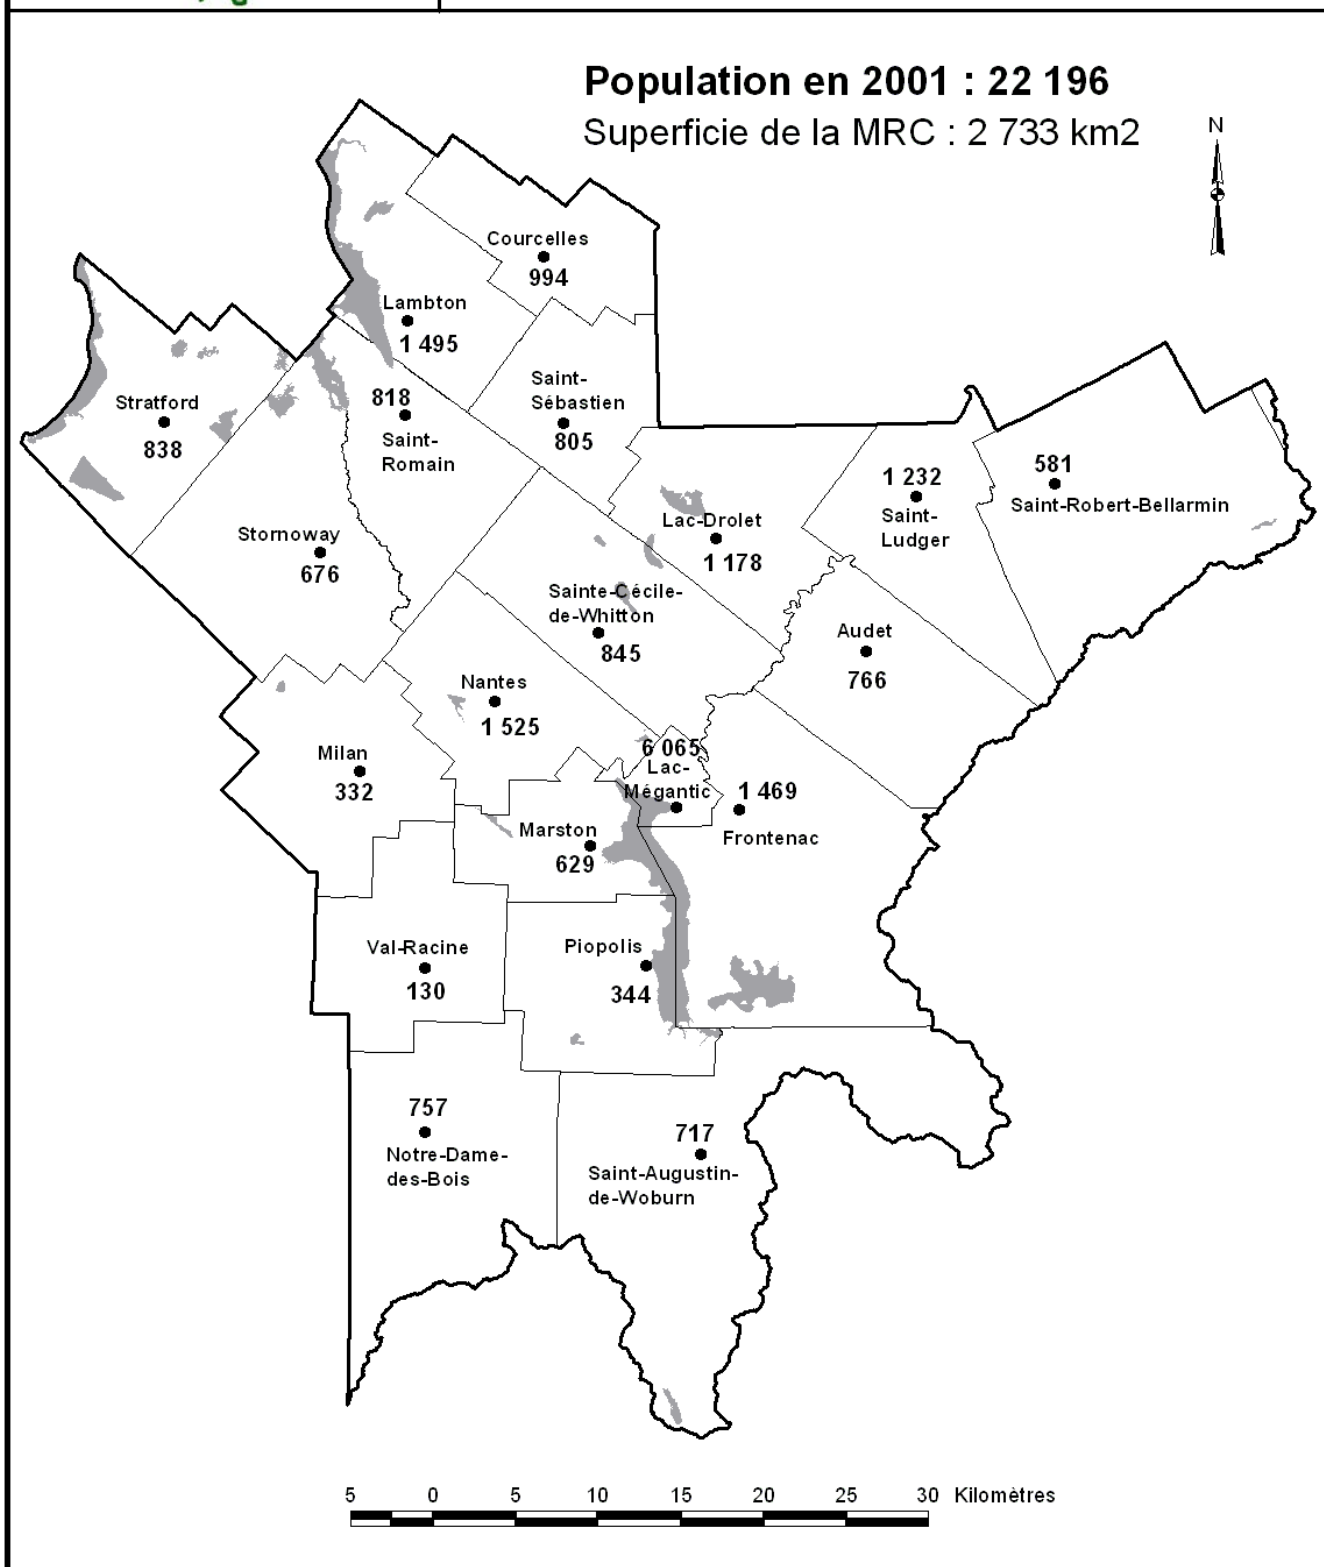 Population en 2001 : 22 196
Superficie de la MRC : 2 733 km2
N
Courcelles
994
Lambton
1 495
Saint-
Sébastien
805
Stratford
838
818
Saint-
Romain
Stornoway
676
Lac-Drolet
1 178
1 232
Saint-
Ludger
581
Saint-Robert-Bellarmin
Sainte-Cécile-
de-Whitton
845
Audet
766
Nantes
1 525
Milan
332
6 065
Lac-
Mégantic
1 469
Frontenac
Marston
629
Val-Racine
130
Piopolis
344
757
Notre-Dame-
des-Bois
717
Saint-Augustin-
de-Woburn
5 0 5 10 15 20 25 30 Kilomètres